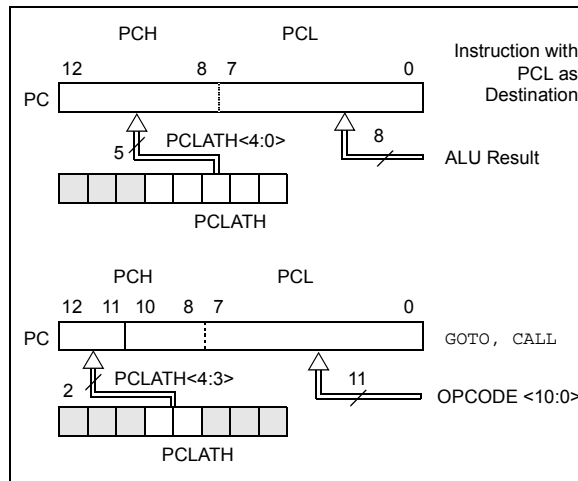 PCH PCL
12 8 7 0
Instruction with
PCL as
Destination
PC
5 PCLATH<4:0> 8
ALU Result
PCLATH
PCH PCL
12 11 10 8 7 0
PC GOTO, CALL
2 PCLATH<4:3> 11
OPCODE <10:0>
PCLATH